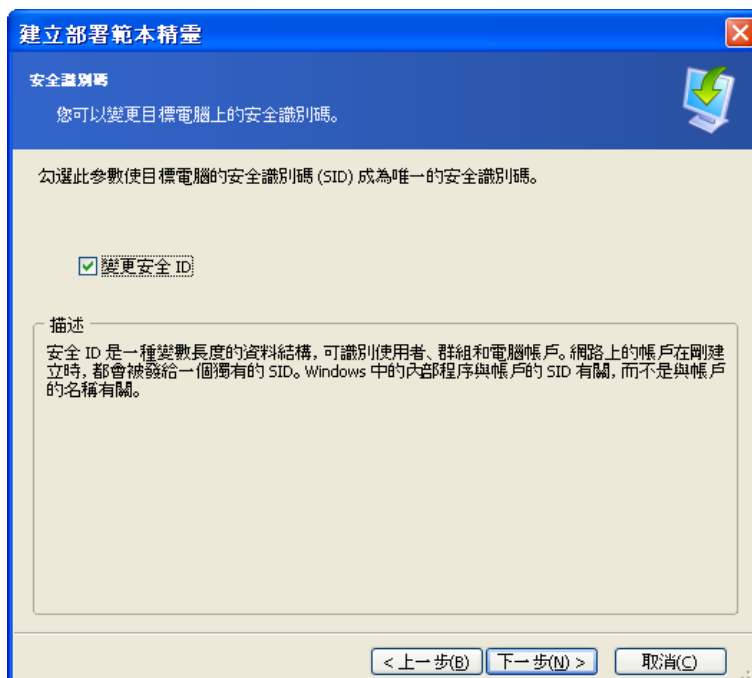 建立部署範本精靈
安全識別碼
您可以變更目標電腦上的安全識別碼。
勾選此參數使目標電腦的安全識別碼 (SID) 成為唯一的安全識別碼。
變更安全 ID
描述
安全 ID 是一種變數長度的資料結構, 可識別使用者、群組和電腦帳戶。網路上的帳戶在剛建
立時, 都會被發給一個獨有的 SID。Windows 中的內部程序與帳戶的 SID 有關, 而不是與帳戶
的名稱有關。
< 上一步(B) 下一步(N) > 取消(C)